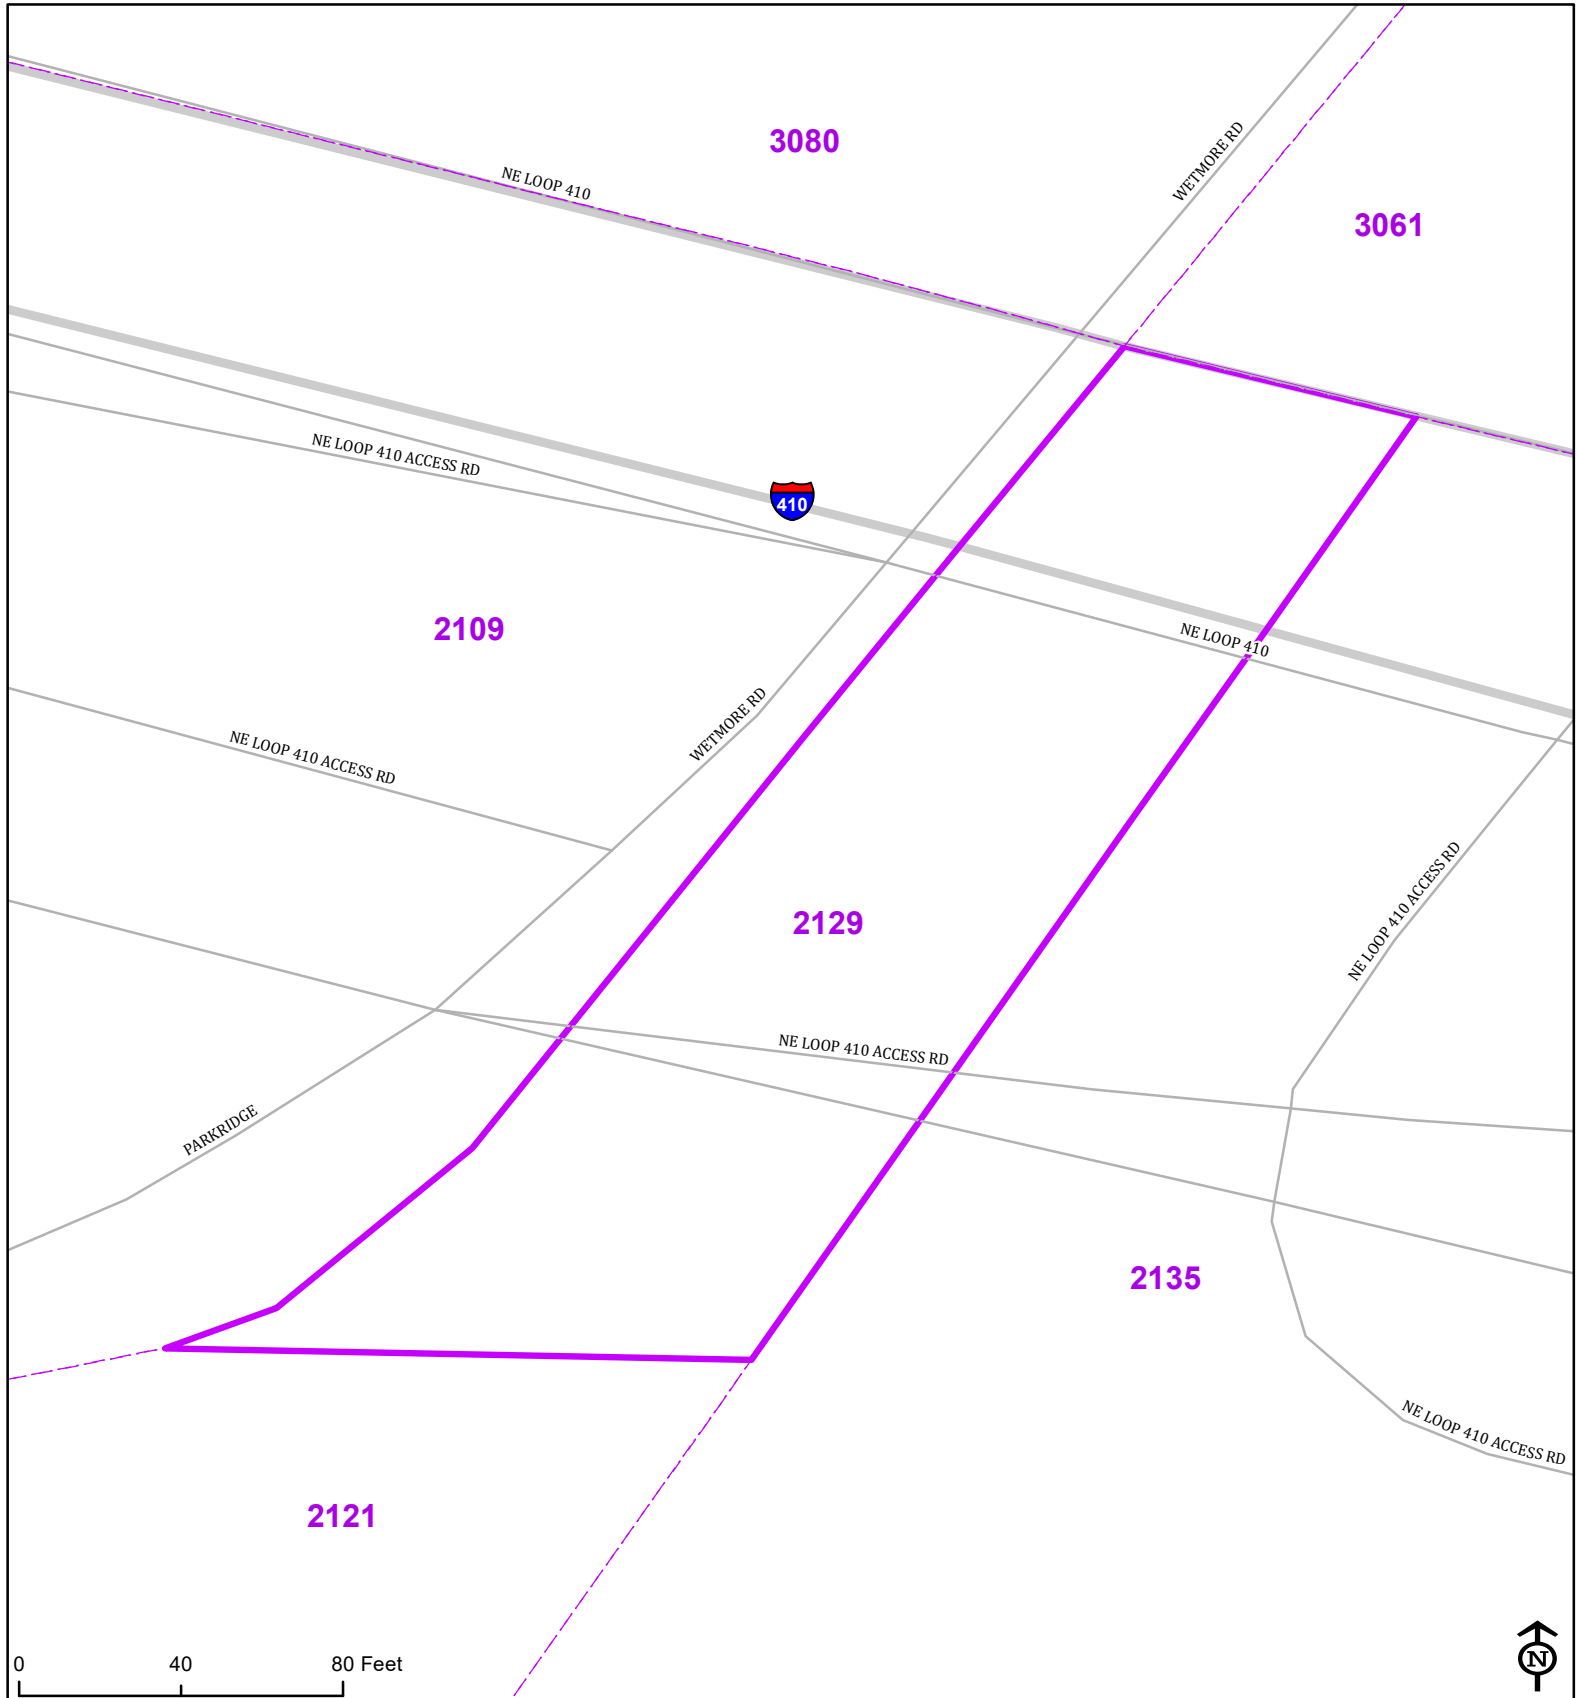 3080
WETMORE RD
NE LOOP 410
3061
NE LOOP 410 ACCESS RD
410
2109
NE LOOP 410
WETMORE RD
NE LOOP 410 ACCESS RD
NE LOOP 410 ACCESS RD
2129
NE LOOP 410 ACCESS RD
PARKRIDGE
2135
NE LOOP 410 ACCESS RD
2121
0 40 80 Feet
N